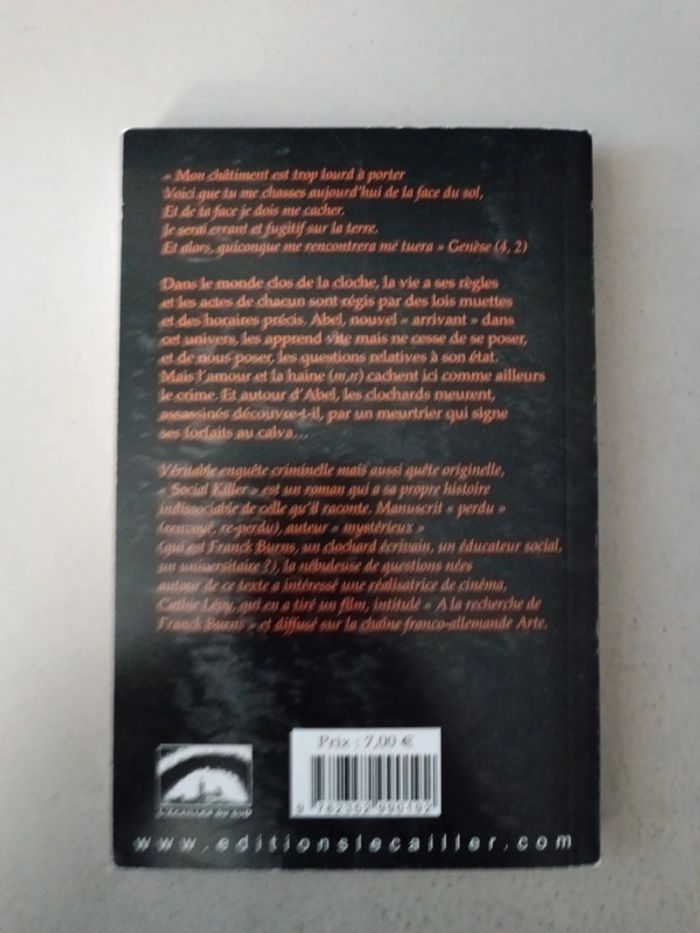 « Mon châtiment est trop lourd à porter
Voici que tu me chasses aujourd'hui de la face du sol,
Et de ta face je dois me cacher.
Je serai errant et fugitif sur la terre.
Et alors, quiconque me rencontrera me tuera » Genèse (4, 2)
Dans le monde clos de la cloche, la vie a ses règles
et les actes de chacun sont régis par des lois muettes
et des horaires précis. Abel, nouvel « arrivant » dans
cet univers, les apprend vite mais ne cesse de se poser,
et de nous poser, les questions relatives à son état.
Mais l'amour et la haine (m,n) cachent ici comme ailleurs
le crime. Et autour d'Abel, les clochards meurent,
assassinés découvre-t-il, par un meurtrier qui signe
ses forfaits au calva…
Véritable enquête criminelle mais aussi quête originelle,
« Social Killer » est un roman qui a sa propre histoire
indissociable de celle qu'il raconte. Manuscrit « perdu »
(renvoyé, re-perdu), auteur « mystérieux »
(qui est Franck Burns, un clochard écrivain, un éducateur social,
un universitaire ?), la nébuleuse de questions nées
autour de ce texte a intéressé une réalisatrice de cinéma,
Cathie Lévy, qui en a tiré un film, intitulé « A la recherche de
Franck Burns » et diffusé sur la chaîne franco-allemande Arte.
Prix : 7,00 €
9 782352 990192
L'ÉCAILLER DU SUD
www.editionslecailler.com